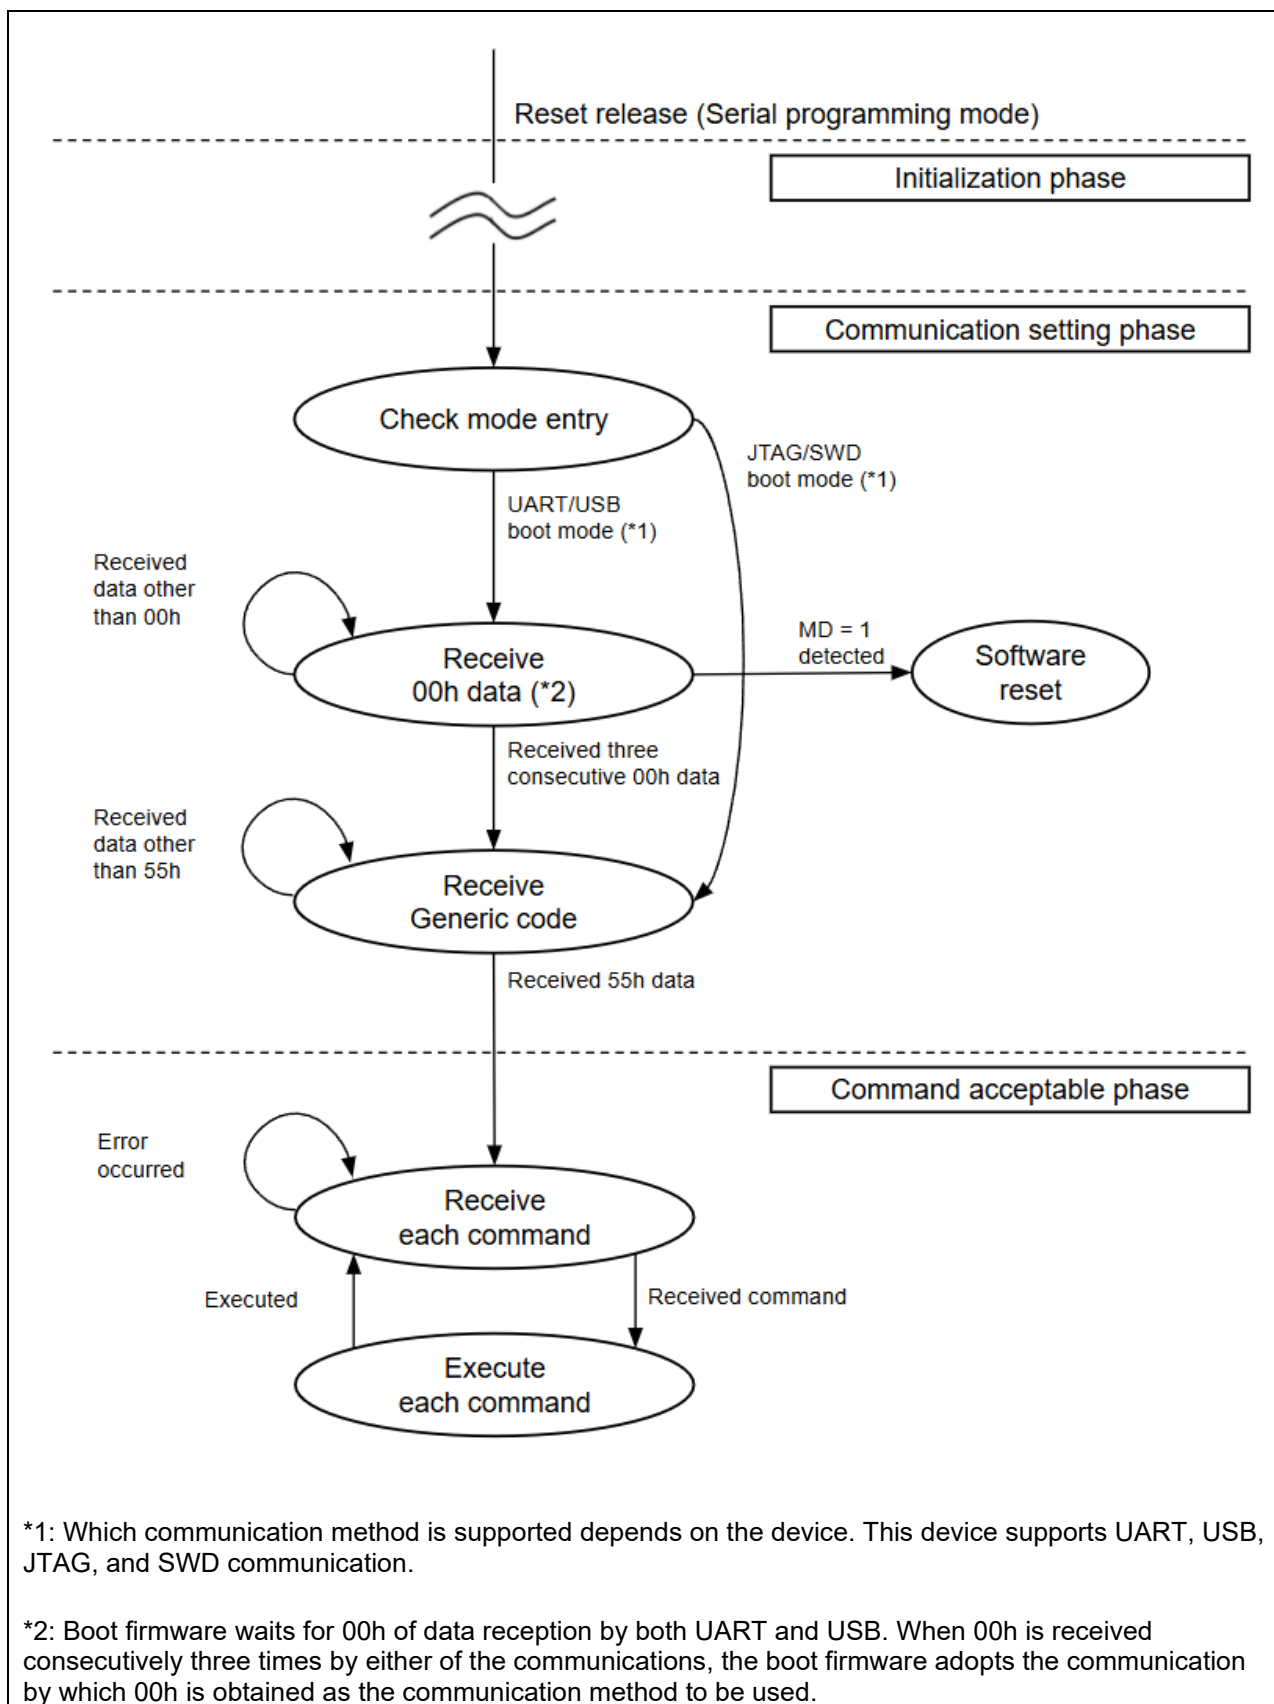 Reset release (Serial programming mode)
Initialization phase
Communication setting phase
Check mode entry
JTAG/SWD
boot mode (*1)
UART/USB
boot mode (*1)
Received
data other
than 00h
MD = 1
detected
Software
reset
Receive
00h data (*2)
Received three
consecutive 00h data
Received
data other
than 55h
Receive
Generic code
Received 55h data
Command acceptable phase
Error
occurred
Receive
each command
Executed
Received command
Execute
each command
*1: Which communication method is supported depends on the device. This device supports UART, USB,
JTAG, and SWD communication.
*2: Boot firmware waits for 00h of data reception by both UART and USB. When 00h is received
consecutively three times by either of the communications, the boot firmware adopts the communication
by which 00h is obtained as the communication method to be used.